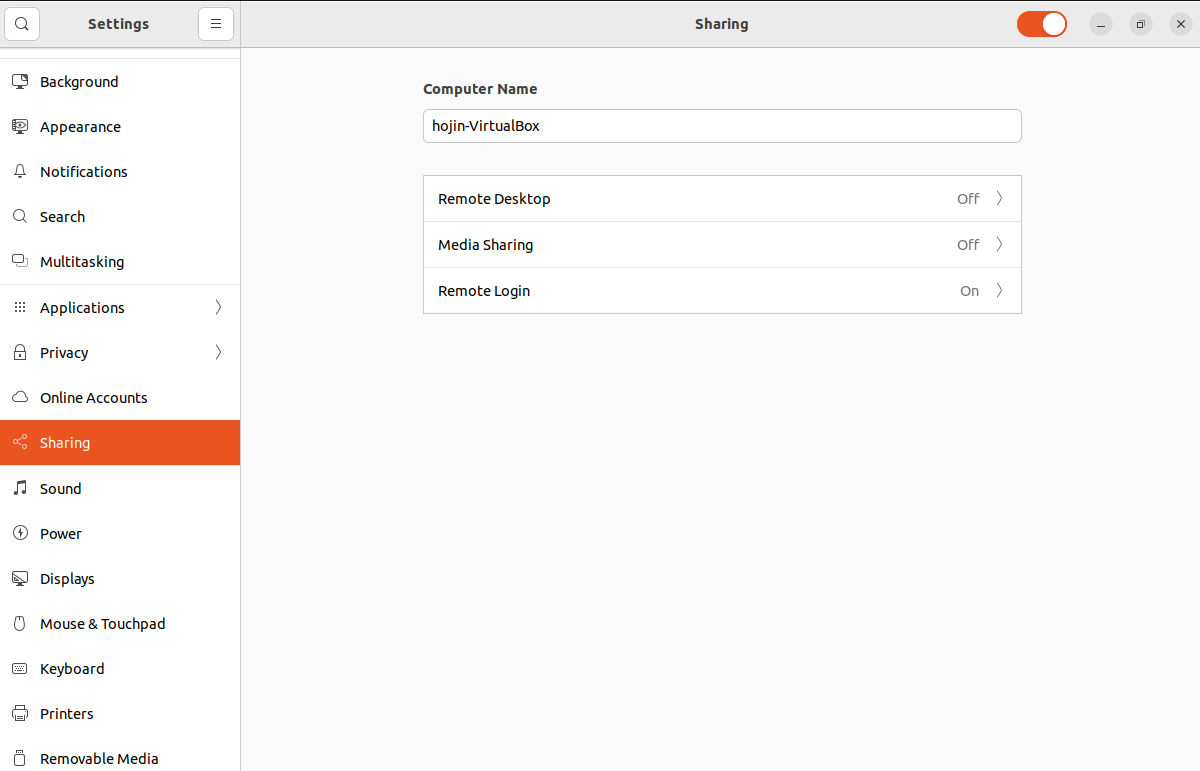 Settings
Sharing
Background
Appearance
Notifications
Search
Multitasking
Applications
Privacy
Online Accounts
Sharing
Sound
Power
Displays
Mouse & Touchpad
Keyboard
Printers
Removable Media
Computer Name
hojin-VirtualBox
Remote Desktop Off
Media Sharing Off
Remote Login On